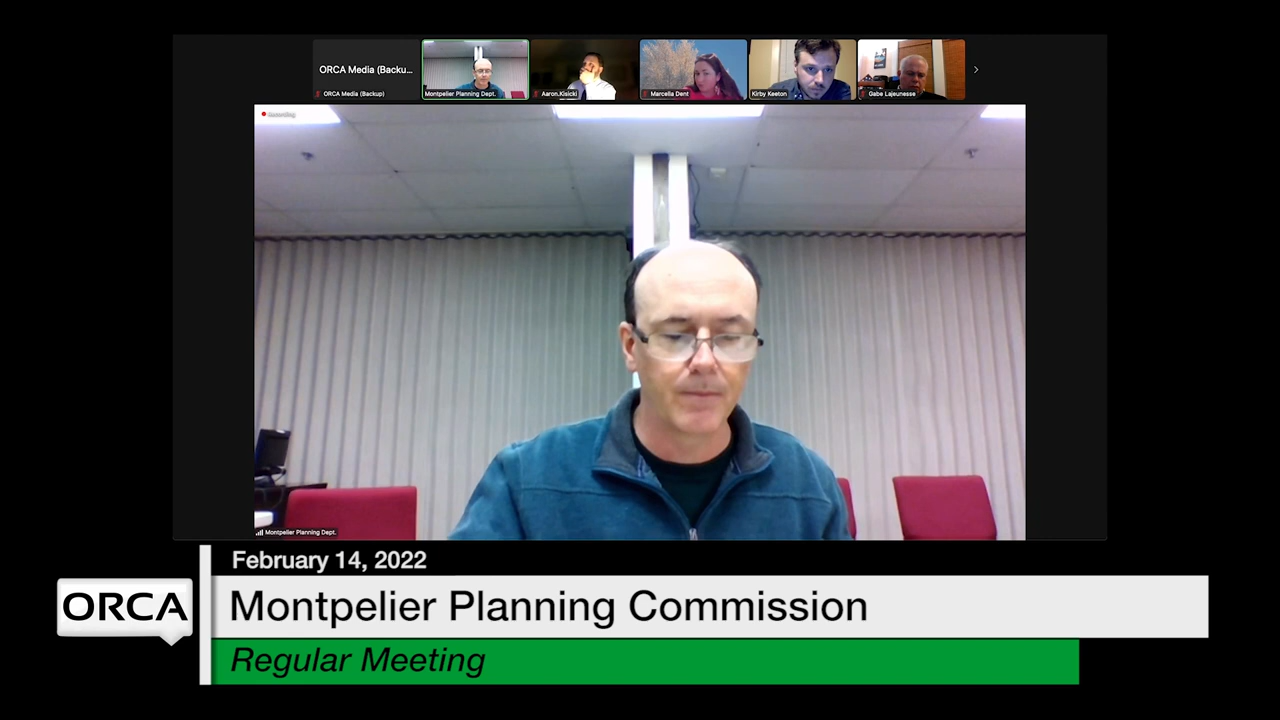 ORCA Media (Backu...
ORCA Media (Backup)
Montpelier Planning Dept.
Aaron.Kisicki
Marcella Dent
Kirby Keeton
Gabe Lajeunesse
Recording
Montpelier Planning Dept.
February 14, 2022
ORCA
Montpelier Planning Commission
Regular Meeting